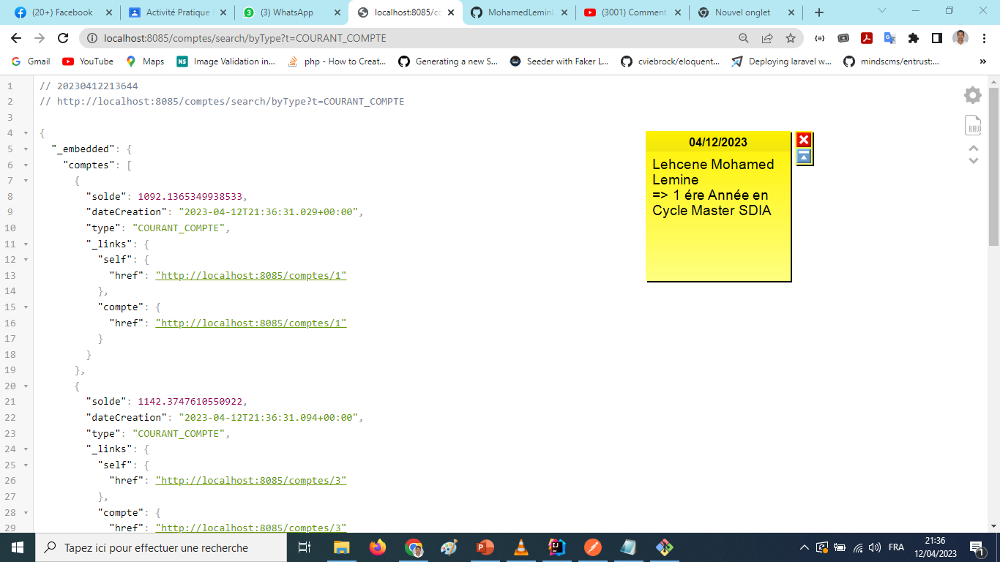 (20+) Facebook
Activité Pratique
(3) WhatsApp
localhost:8085/co
MohamedLemin
(3001) Comment
Nouvel onglet
localhost:8085/comptes/search/byType?t=COURANT_COMPTE
Gmail
YouTube
Maps
NS
Image Validation in...
php - How to Creat...
Generating a new S...
Seeder with Faker L...
cviebrock/eloquent...
Deploying laravel w...
mindscms/entrust:...
»
1 // 20230412213644
2 // http://localhost:8085/comptes/search/byType?t=COURANT_COMPTE
3
4 {
5 "_embedded": {
6 "comptes": [
7 {
8 "solde": 1092.1365349938533,
9 "dateCreation": "2023-04-12T21:36:31.029+00:00",
10 "type": "COURANT_COMPTE",
11 "_links": {
12 "self": {
13 "href": "http://localhost:8085/comptes/1"
14 },
15 "compte": {
16 "href": "http://localhost:8085/comptes/1"
17 }
18 }
19 },
20 {
21 "solde": 1142.3747610550922,
22 "dateCreation": "2023-04-12T21:36:31.094+00:00",
23 "type": "COURANT_COMPTE",
24 "_links": {
25 "self": {
26 "href": "http://localhost:8085/comptes/3"
27 },
28 "compte": {
29 "href": "http://localhost:8085/comptes/3"
RAW
04/12/2023
Lehcene Mohamed
Lemine
=> 1 ére Année en
Cycle Master SDIA
Tapez ici pour effectuer une recherche
FRA
21:36
12/04/2023
1